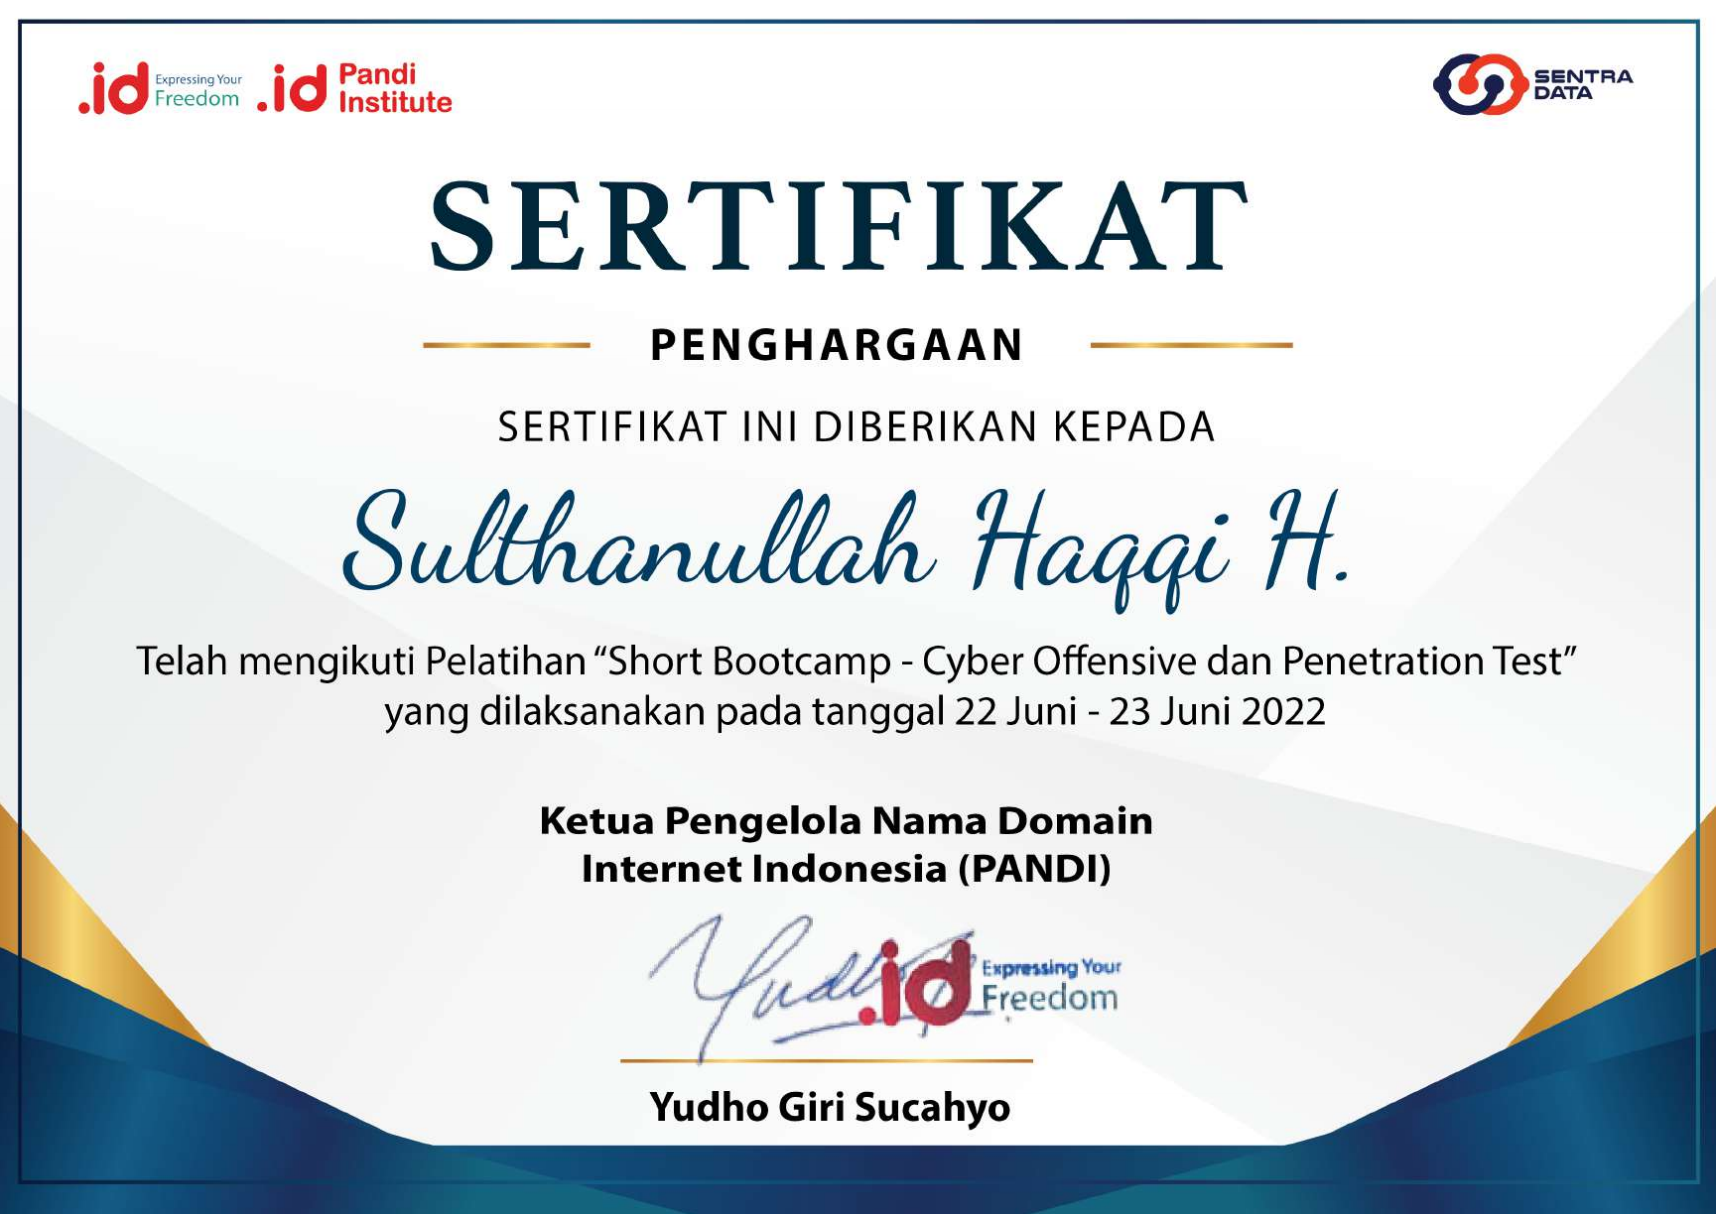 .id Expressing Your Freedom
.id Pandi Institute
SENTRA DATA
SERTIFIKAT
PENGHARGAAN
SERTIFIKAT INI DIBERIKAN KEPADA
Sulthanullah Haqqi H.
Telah mengikuti Pelatihan “Short Bootcamp - Cyber Offensive dan Penetration Test”
yang dilaksanakan pada tanggal 22 Juni - 23 Juni 2022
Ketua Pengelola Nama Domain
Internet Indonesia (PANDI)
.id Expressing Your Freedom
Yudho Giri Sucahyo